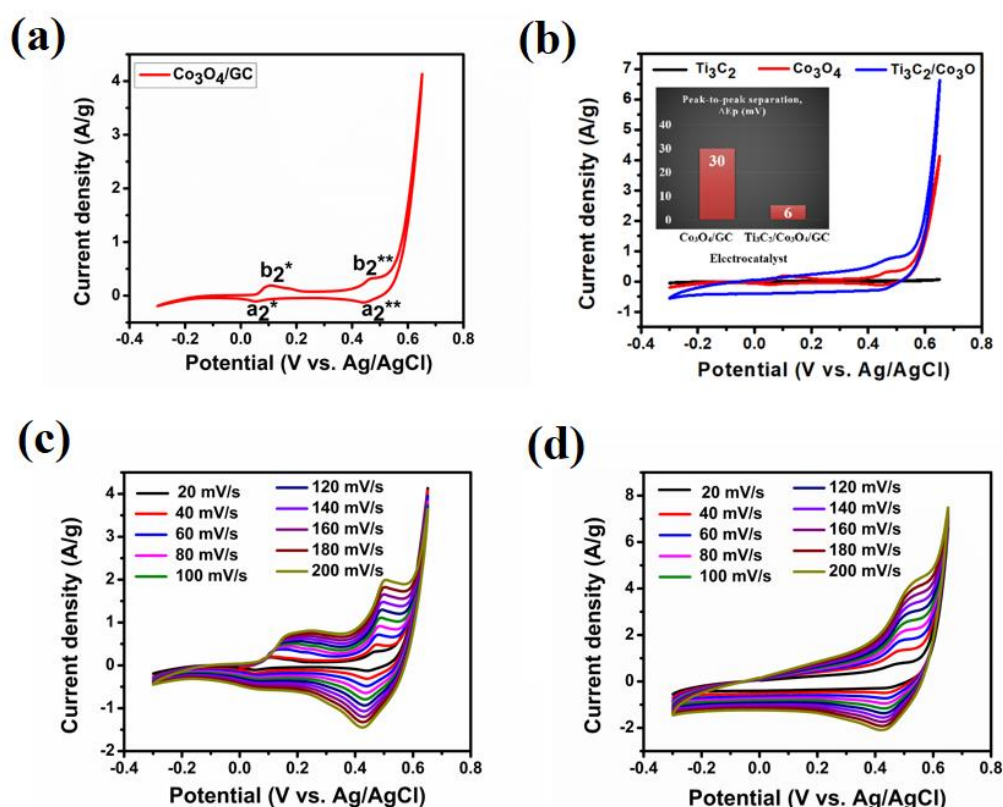 (a)
Current density (A/g)
4
3
2
1
0
Co₃O₄/GC
b₂*
b₂**
a₂*
a₂**
-0.4 -0.2 0.0 0.2 0.4 0.6 0.8
Potential (V vs. Ag/AgCl)
(b)
Current density (A/g)
7
6
5
4
3
2
1
0
-1
Ti₃C₂ Co₃O₄ Ti₃C₂/Co₃O
Peak-to-peak separation,
ΔEp (mV)
40
30
20
10
0
30
6
Co₃O₄/GC Ti₃C₂/Co₃O₄/GC
Electrocatalyst
-0.4 -0.2 0.0 0.2 0.4 0.6 0.8
Potential (V vs. Ag/AgCl)
(c)
Current density (A/g)
4
3
2
1
0
-1
-2
20 mV/s 120 mV/s
40 mV/s 140 mV/s
60 mV/s 160 mV/s
80 mV/s 180 mV/s
100 mV/s 200 mV/s
-0.4 -0.2 0.0 0.2 0.4 0.6 0.8
Potential (V vs. Ag/AgCl)
(d)
Current density (A/g)
8
6
4
2
0
-2
20 mV/s 120 mV/s
40 mV/s 140 mV/s
60 mV/s 160 mV/s
80 mV/s 180 mV/s
100 mV/s 200 mV/s
-0.4 -0.2 0.0 0.2 0.4 0.6 0.8
Potential (V vs. Ag/AgCl)